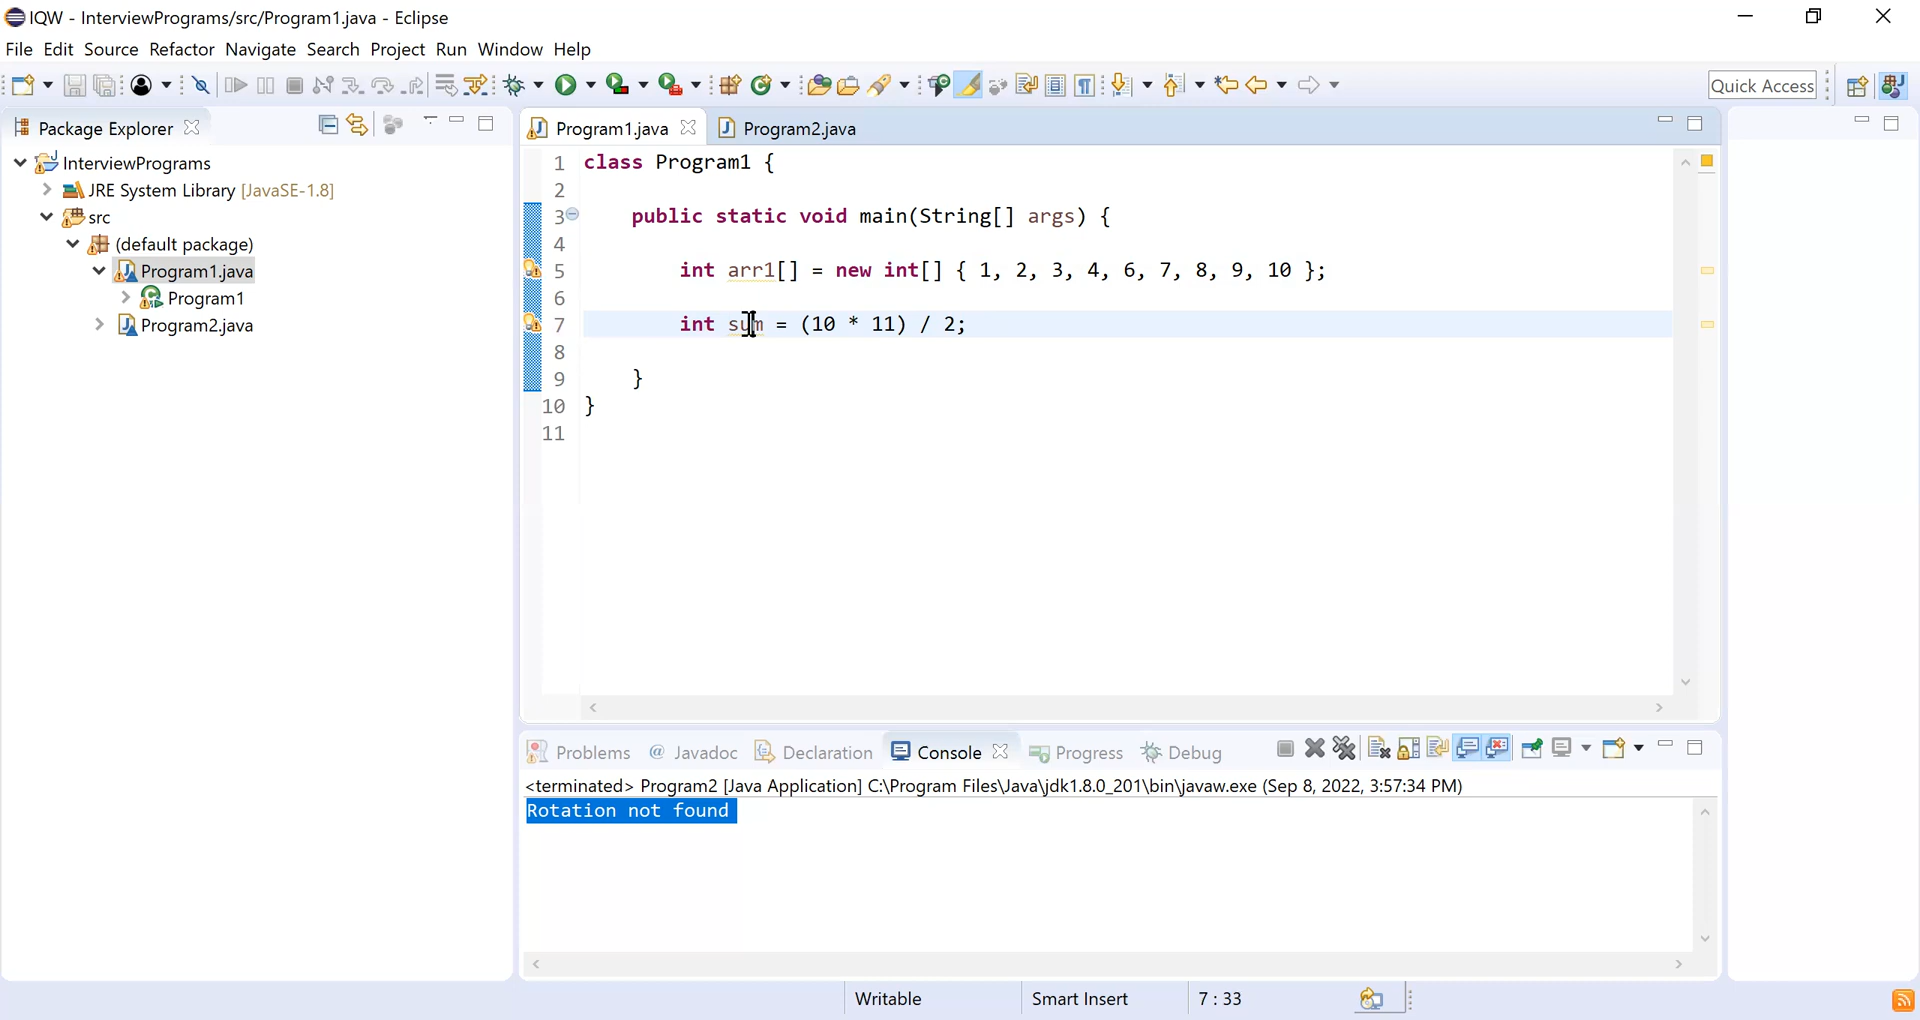 IQW - InterviewPrograms/src/Program1.java - Eclipse
File Edit Source Refactor Navigate Search Project Run Window Help
Quick Access
Package Explorer
InterviewPrograms
JRE System Library [JavaSE-1.8]
src
(default package)
Program1.java
Program1
Program2.java
Program1.java
Program2.java
1 class Program1 {
2
3 public static void main(String[] args) {
4
5 int arr1[] = new int[] { 1, 2, 3, 4, 6, 7, 8, 9, 10 };
6
7 int sum = (10 * 11) / 2;
8
9 }
10 }
11
Problems @ Javadoc Declaration Console Progress Debug
<terminated> Program2 [Java Application] C:\Program Files\Java\jdk1.8.0_201\bin\javaw.exe (Sep 8, 2022, 3:57:34 PM)
Rotation not found
Writable Smart Insert 7 : 33